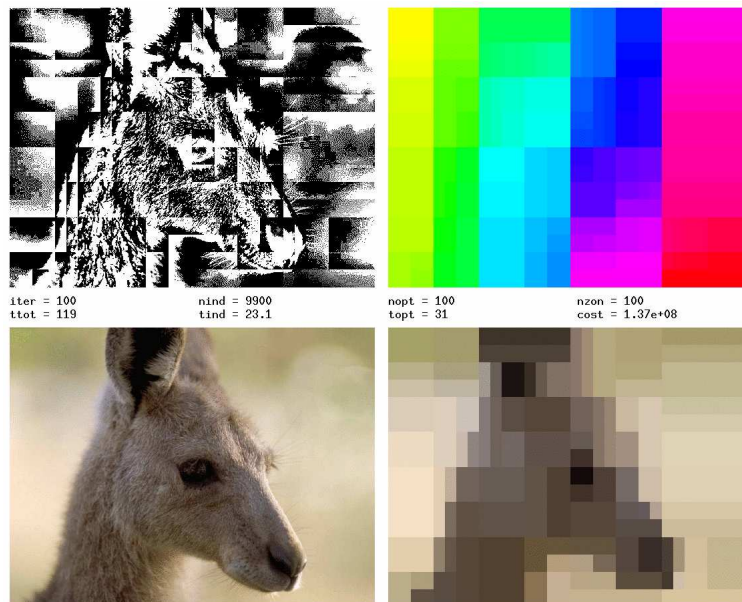 iter = 100 nind = 9900 nopt = 100 nzon = 100
ttot = 119 tind = 23.1 topt = 31 cost = 1.37e+08